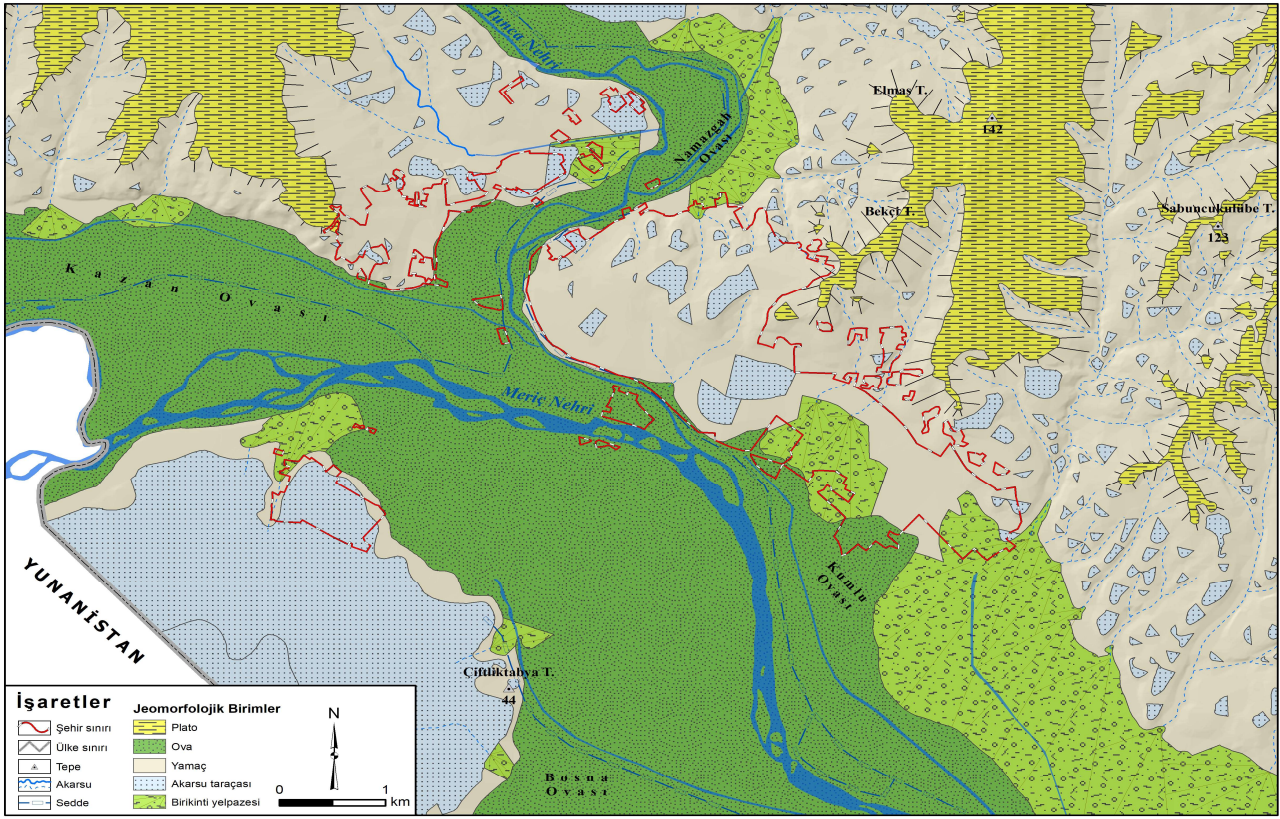 Tunca Nehri
Elmaş T.
142
Namazgah
Ovası
Bekçi T.
Sabuncukulübe T.
123
Kazan Ovası
Meriç Nehri
Kumlu
Ovası
YUNANİSTAN
Çiftliktabya T.
44
Bosna
Ovası
İşaretler
Şehir sınırı
Ülke sınırı
Tepe
Akarsu
Sedde
Jeomorfolojik Birimler
Plato
Ova
Yamaç
Akarsu taraçası
Birikinti yelpazesi
N
0 1
km